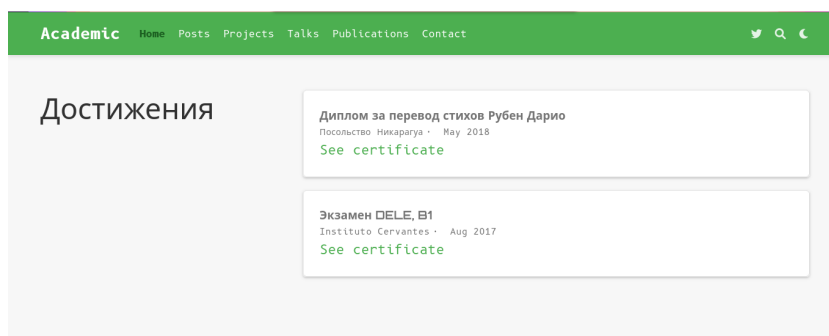 Academic Home Posts Projects Talks Publications Contact
Достижения
Диплом за перевод стихов Рубен Дарио
Посольство Никарагуа · May 2018
See certificate
Экзамен DELE, B1
Instituto Cervantes · Aug 2017
See certificate